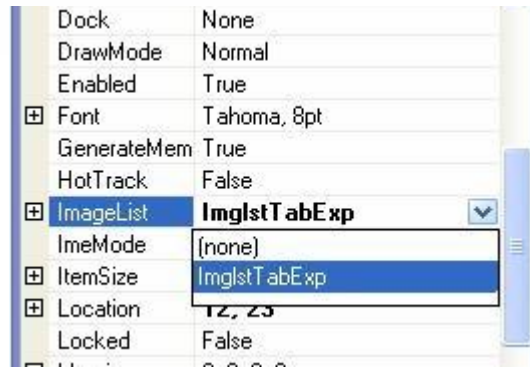 Dock None
DrawMode Normal
Enabled True
Font Tahoma, 8pt
GenerateMem True
HotTrack False
ImageList ImglstTabExp
ImeMode (none)
ItemSize ImglstTabExp
Location 12, 23
Locked False